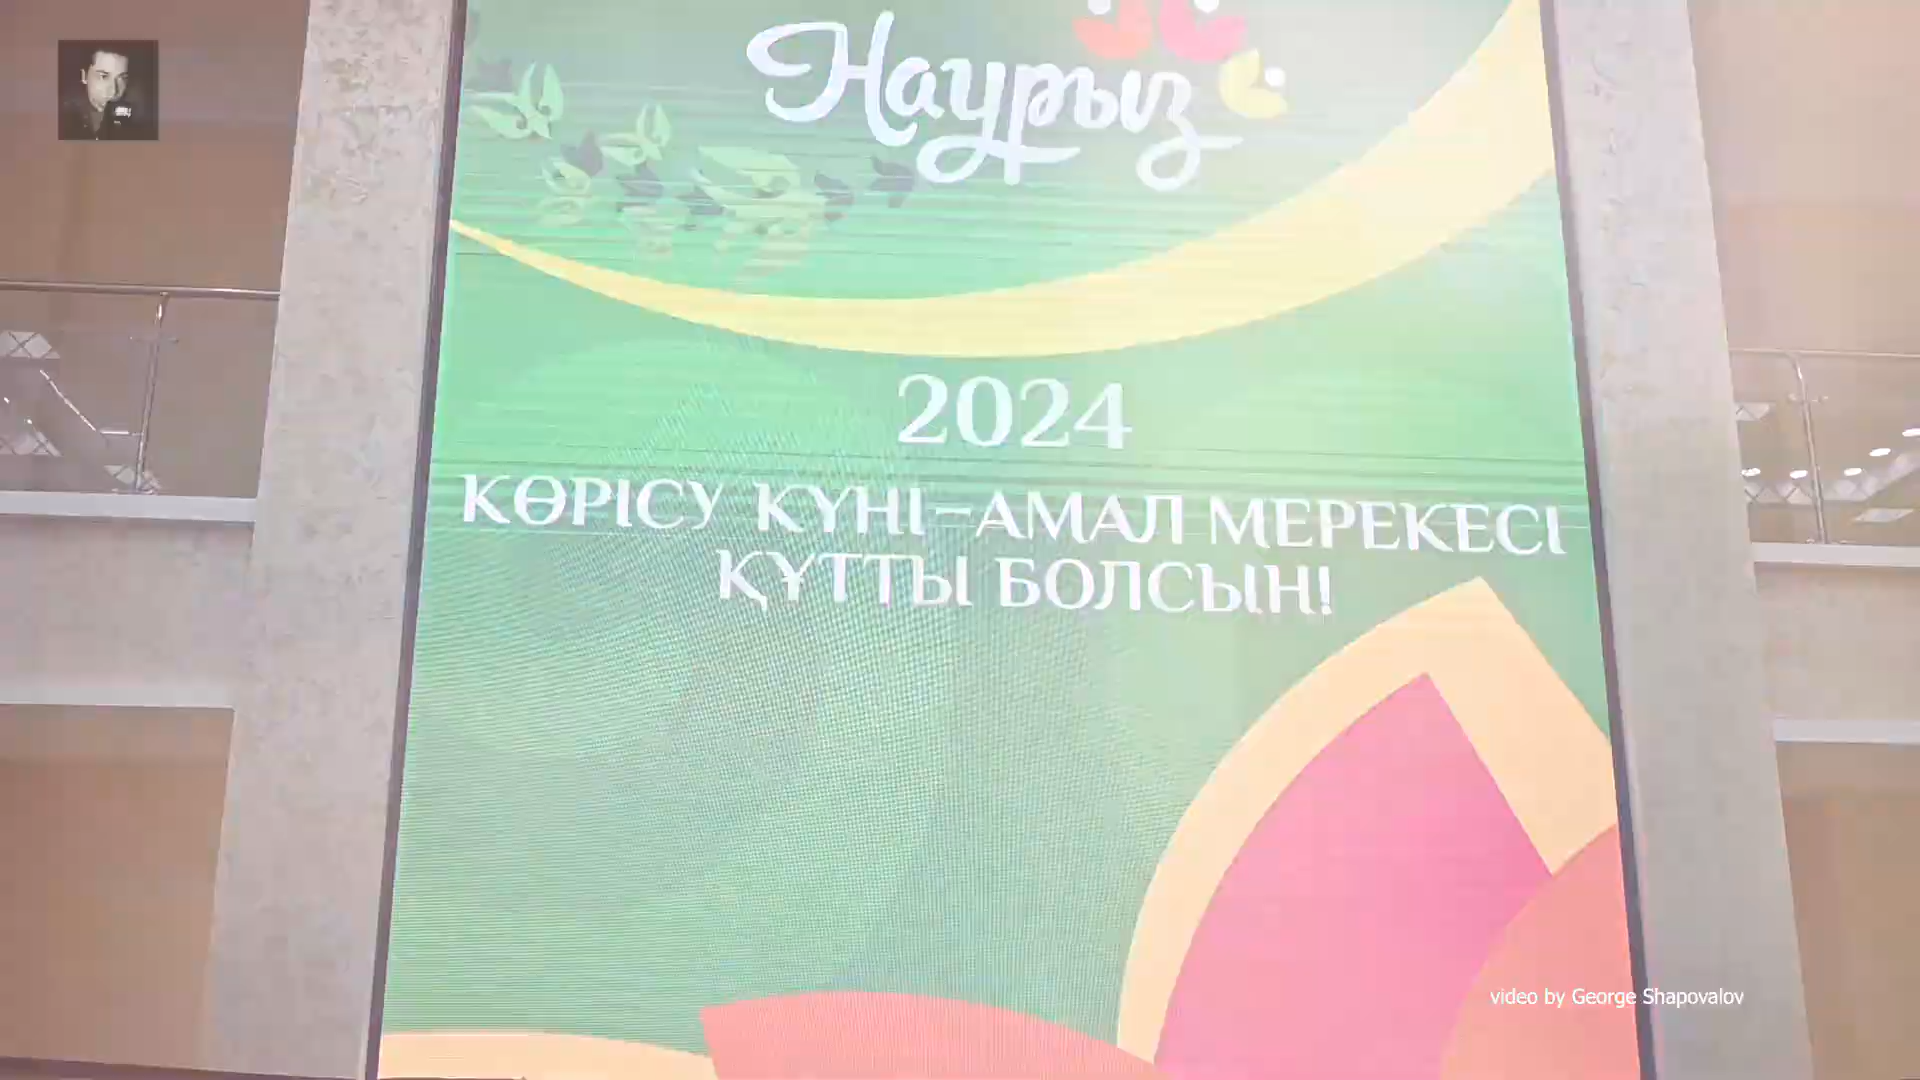 Наурыз
2024
КӨРІСУ КҮНІ-АМАЛ МЕРЕКЕСІ
ҚҰТТЫ БОЛСЫН!
video by George Shapovalov